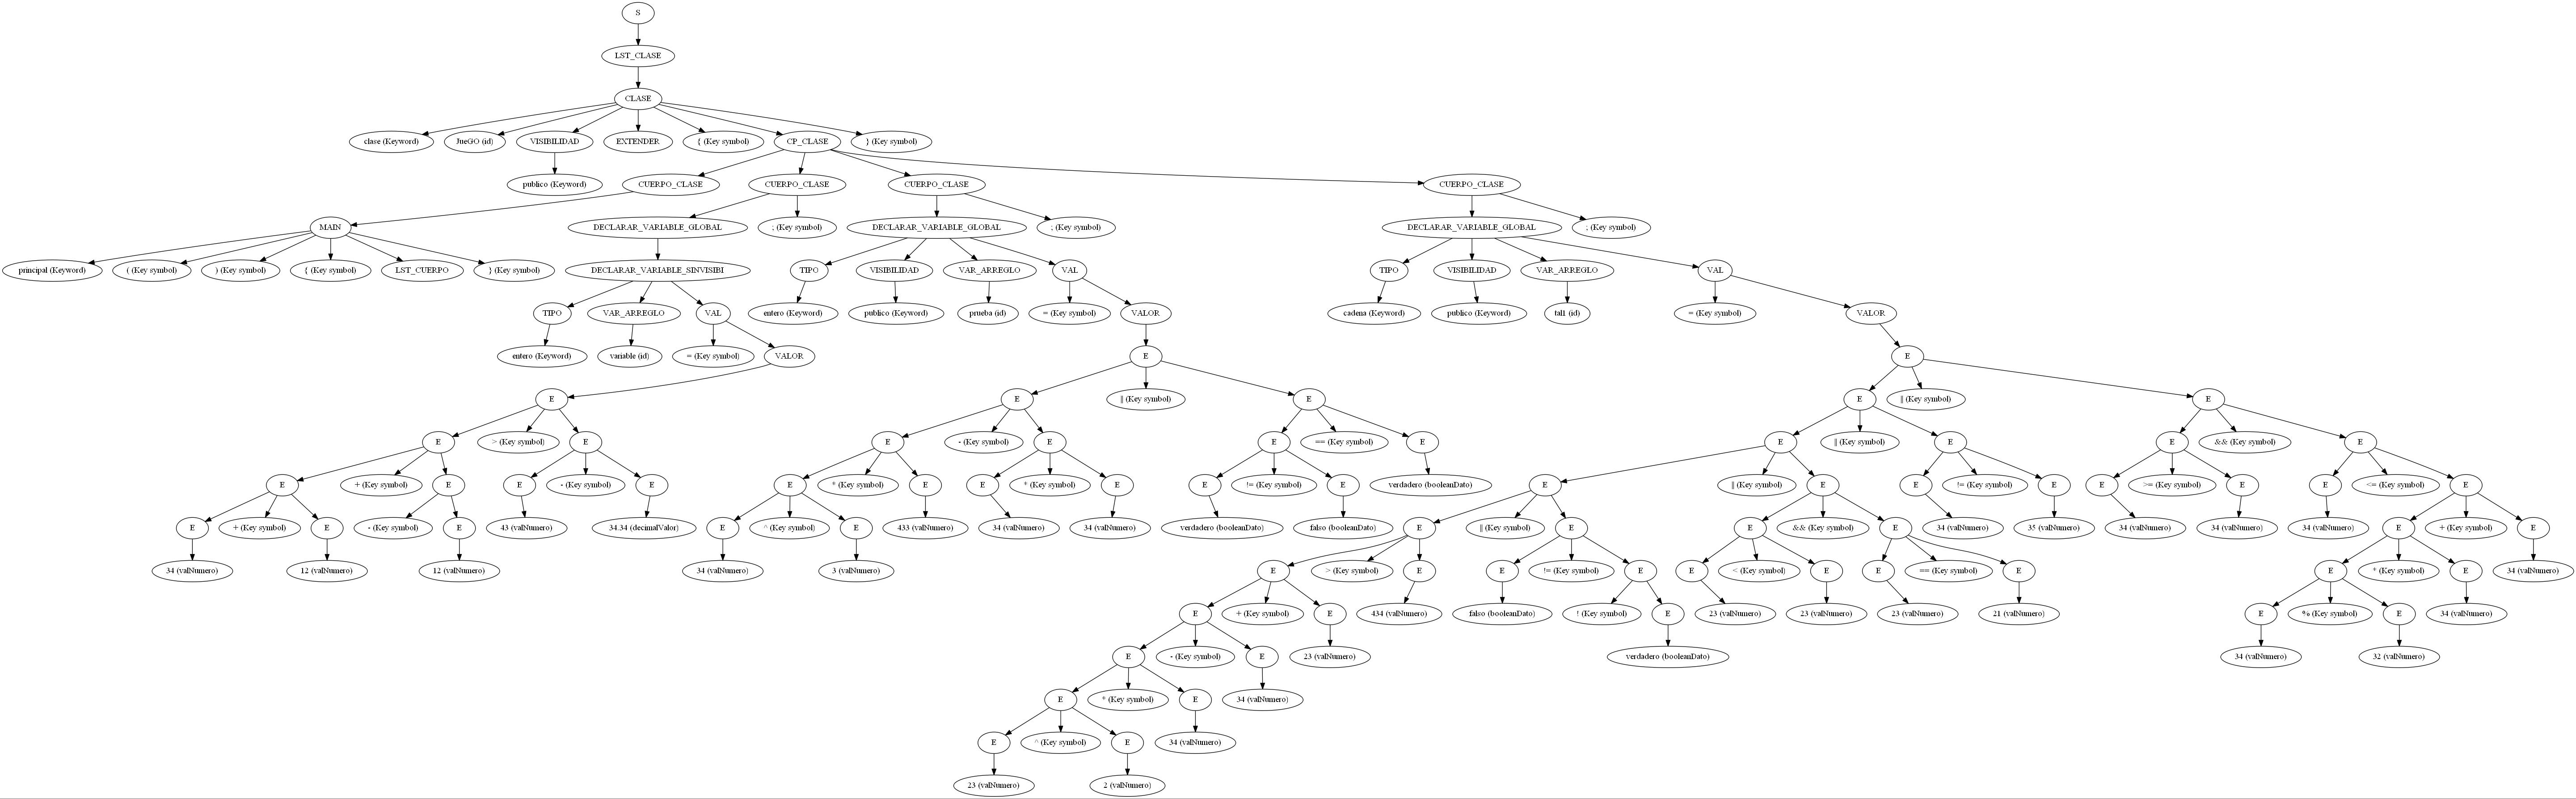 S
LST_CLASE
CLASE
clase (Keyword) JueGO (id) VISIBILIDAD EXTENDER { (Key symbol) CP_CLASE } (Key symbol)
publico (Keyword) CUERPO_CLASE CUERPO_CLASE CUERPO_CLASE CUERPO_CLASE
MAIN DECLARAR_VARIABLE_GLOBAL ; (Key symbol) DECLARAR_VARIABLE_GLOBAL ; (Key symbol) DECLARAR_VARIABLE_GLOBAL ; (Key symbol)
principal (Keyword) ( (Key symbol) ) (Key symbol) { (Key symbol) LST_CUERPO } (Key symbol) DECLARAR_VARIABLE_SINVISIBI TIPO VISIBILIDAD VAR_ARREGLO VAL TIPO VISIBILIDAD VAR_ARREGLO VAL
TIPO VAR_ARREGLO VAL entero (Keyword) publico (Keyword) prueba (id) = (Key symbol) VALOR cadena (Keyword) publico (Keyword) tal1 (id) = (Key symbol) VALOR
entero (Keyword) variable (id) = (Key symbol) VALOR E E
E E || (Key symbol) E E || (Key symbol) E
E > (Key symbol) E E - (Key symbol) E E == (Key symbol) E E || (Key symbol) E E && (Key symbol) E
E + (Key symbol) E E - (Key symbol) E E * (Key symbol) E E * (Key symbol) E E != (Key symbol) E verdadero (booleanDato) E || (Key symbol) E E != (Key symbol) E E >= (Key symbol) E E <= (Key symbol) E
E + (Key symbol) E - (Key symbol) E 43 (valNumero) 34.34 (decimalValor) E ^ (Key symbol) E 433 (valNumero) 34 (valNumero) 34 (valNumero) verdadero (booleanDato) falso (booleanDato) E || (Key symbol) E E && (Key symbol) E 34 (valNumero) 35 (valNumero) 34 (valNumero) 34 (valNumero) 34 (valNumero) E + (Key symbol) E
34 (valNumero) 12 (valNumero) 12 (valNumero) 34 (valNumero) 3 (valNumero) E > (Key symbol) E E != (Key symbol) E E < (Key symbol) E E == (Key symbol) E E * (Key symbol) E 34 (valNumero)
E + (Key symbol) E 434 (valNumero) falso (booleanDato) ! (Key symbol) E 23 (valNumero) 23 (valNumero) 23 (valNumero) 21 (valNumero) E % (Key symbol) E 34 (valNumero)
E - (Key symbol) E 23 (valNumero) verdadero (booleanDato) 34 (valNumero) 32 (valNumero)
E * (Key symbol) E 34 (valNumero)
E ^ (Key symbol) E 34 (valNumero)
23 (valNumero) 2 (valNumero)